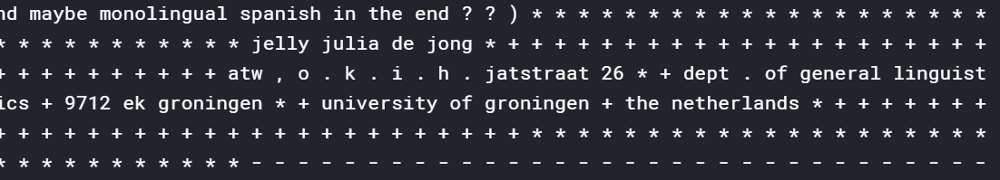 nd maybe monolingual spanish in the end ? ? ) * * * * * * * * * * * * * * * * * * * *
* * * * * * * * * * * jelly julia de jong * + + + + + + + + + + + + + + + + + + + + +
+ + + + + + + + + + atw , o . k . i . h . jatstraat 26 * + dept . of general linguist
ics + 9712 ek groningen * + university of groningen + the netherlands * + + + + + + +
+ + + + + + + + + + + + + + + + + + + + + + + * * * * * * * * * * * * * * * * * * * *
* * * * * * * * * * * - - - - - - - - - - - - - - - - - - - - - - - - - - - - - - - -